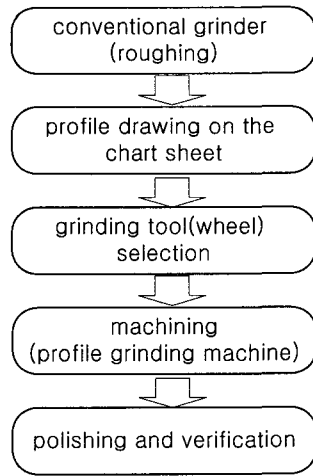 conventional grinder
(roughing)
profile drawing on the
chart sheet
grinding tool(wheel)
selection
machining
(profile grinding machine)
polishing and verification